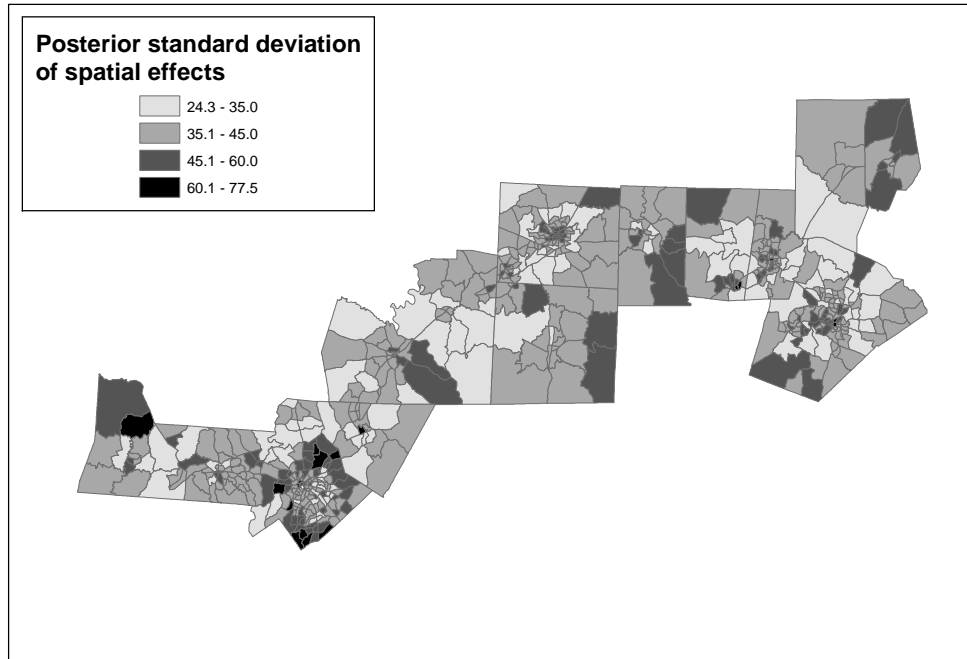 Posterior standard deviation
of spatial effects
24.3 - 35.0
35.1 - 45.0
45.1 - 60.0
60.1 - 77.5